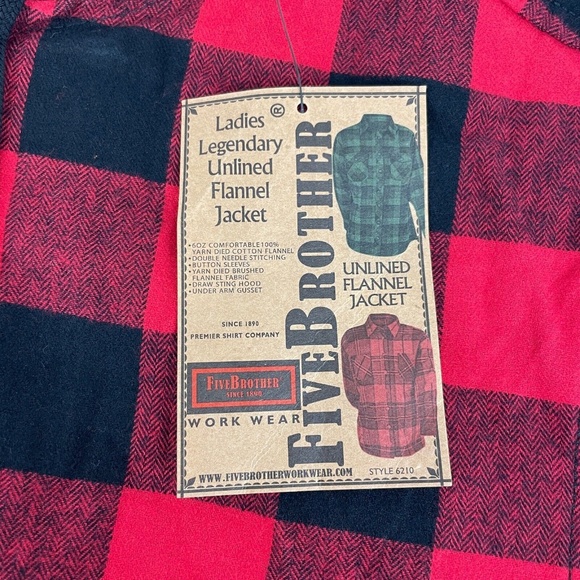 Ladies
Legendary
Unlined
Flannel
Jacket
•6OZ COMFORTABLE100%
YARN DIED COTTON FLANNEL
•DOUBLE NEEDLE STITCHING
•BUTTON SLEEVES
•YARN DIED BRUSHED
FLANNEL FABRIC
•DRAW STING HOOD
•UNDER ARM GUSSET
SINCE 1890
PREMIER SHIRT COMPANY
FIVEBROTHER
SINCE 1890
WORK WEAR
FIVEBROTHER®
UNLINED
FLANNEL
JACKET
WWW.FIVEBROTHERWORKWEAR.COM
STYLE 6210